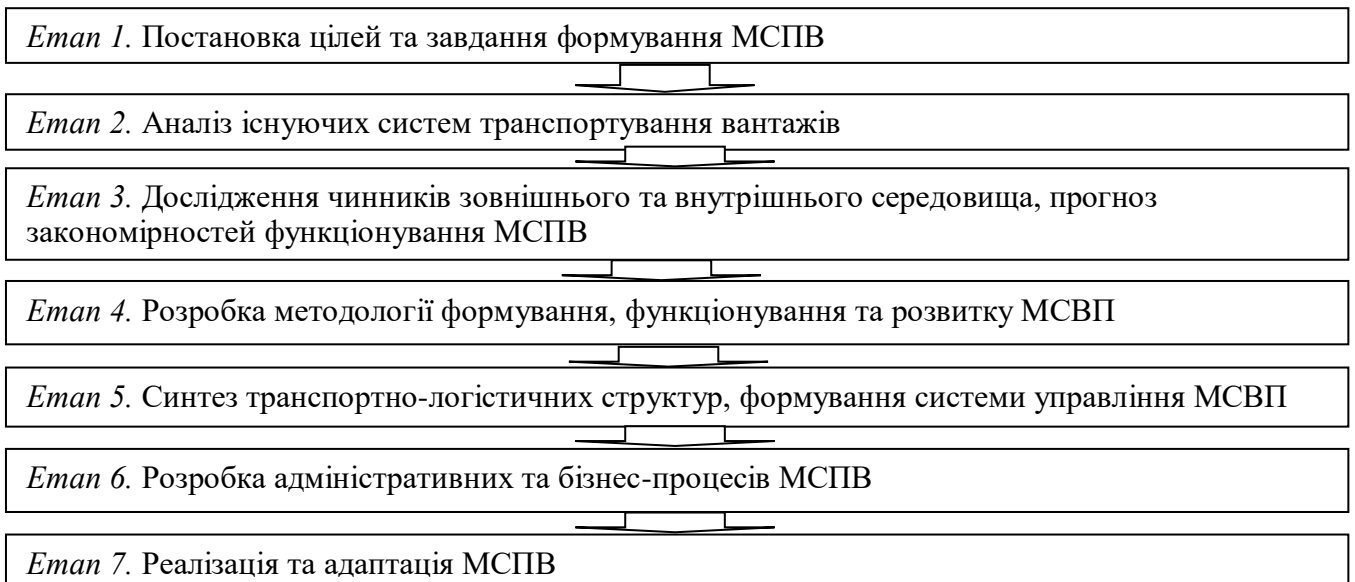 Етап 1. Постановка цілей та завдання формування МСПВ
Етап 2. Аналіз існуючих систем транспортування вантажів
Етап 3. Дослідження чинників зовнішнього та внутрішнього середовища, прогноз
закономірностей функціонування МСПВ
Етап 4. Розробка методології формування, функціонування та розвитку МСВП
Етап 5. Синтез транспортно-логістичних структур, формування системи управління МСВП
Етап 6. Розробка адміністративних та бізнес-процесів МСПВ
Етап 7. Реалізація та адаптація МСПВ